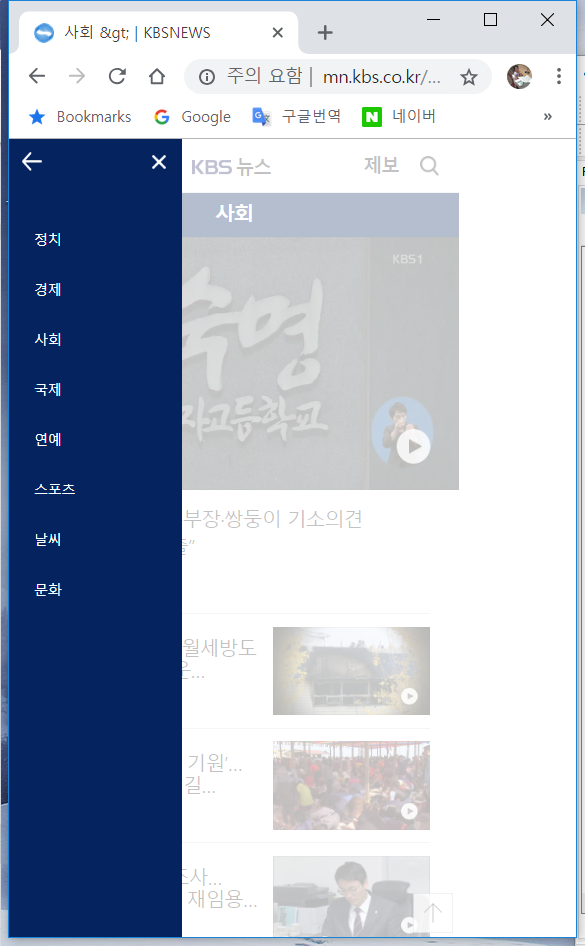 사회 &gt; | KBSNEWS
주의 요함 | mn.kbs.co.kr/...
Bookmarks Google 구글번역 네이버 »
KBS 뉴스 제보
사회
KBS1
숙명
자고등학교
부장·쌍둥이 기소의견
정치
경제
사회
국제
연예
스포츠
날씨
문화
월세방도
기원'...
길...
조사...
재임용...